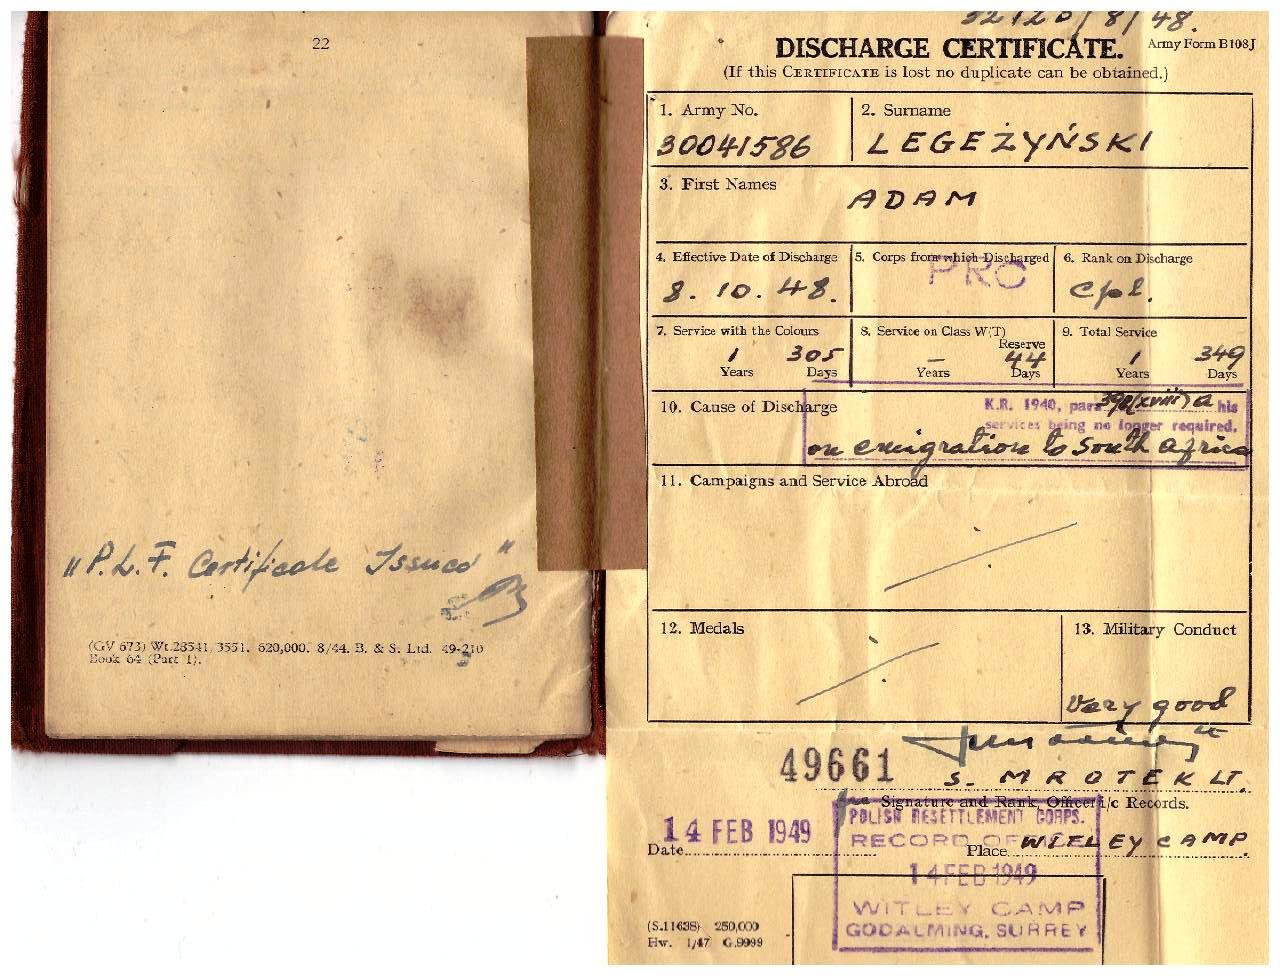 22
" P.L.F. Certificate Issued "
(GV 673) Wt.28541/3551. 620,000. 8/44. B. & S. Ltd. 49-210
Book 64 (Part 1).
8/48.
DISCHARGE CERTIFICATE.
Army Form B108J
(If this CERTIFICATE is lost no duplicate can be obtained.)
1. Army No.
30041586
2. Surname
LEGEŻYŃSKI
3. First Names
ADAM
4. Effective Date of Discharge
8. 10. 48.
5. Corps from which Discharged
PRC
6. Rank on Discharge
Cpl.
7. Service with the Colours
1 305
Years Days
8. Service on Class W(T)
Reserve
— 44
Years Days
9. Total Service
1 349
Years Days
10. Cause of Discharge
K.R. 1940, para 390(xviii)a his
services being no longer required,
on emigration to South Africa
11. Campaigns and Service Abroad
12. Medals
13. Military Conduct
Very good
49661
S. MROTEK LT.
for Signature and Rank, Officer i/c Records.
14 FEB 1949
Date
Place WITLEY CAMP.
POLISH RESETTLEMENT CORPS.
RECORD OFFICE
14 FEB 1949
WITLEY CAMP
GODALMING, SURREY
(S.11638) 250,000
Hw. 1/47 G.9999